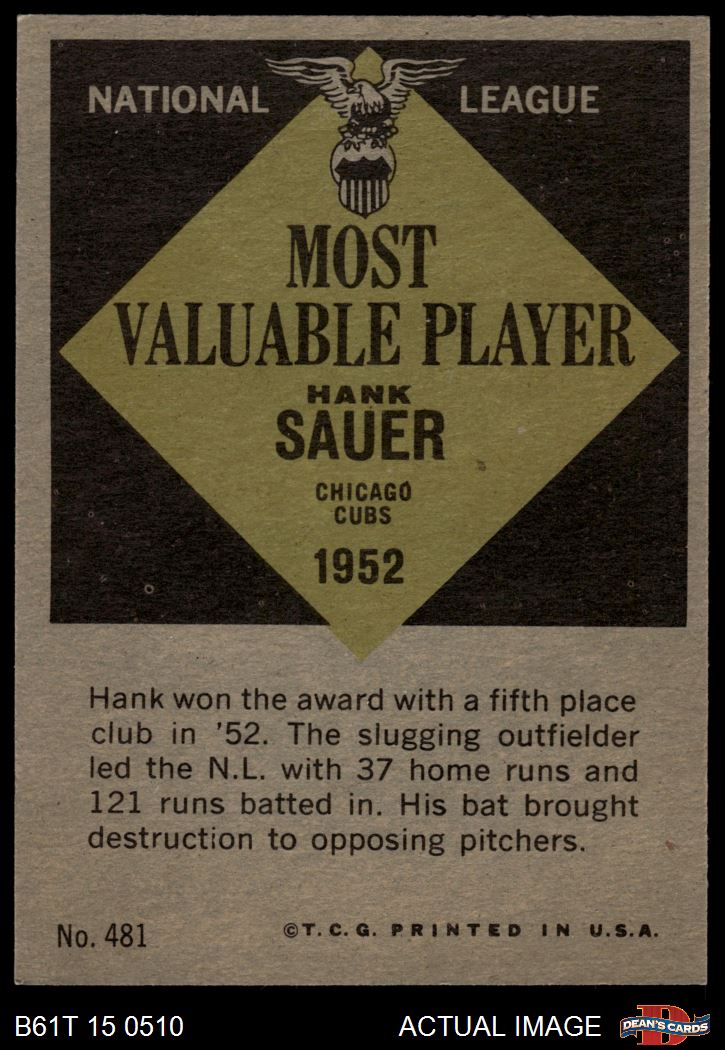 NATIONAL LEAGUE
MOST
VALUABLE PLAYER
HANK
SAUER
CHICAGO
CUBS
1952
Hank won the award with a fifth place
club in '52. The slugging outfielder
led the N.L. with 37 home runs and
121 runs batted in. His bat brought
destruction to opposing pitchers.
No. 481 ©T.C.G. PRINTED IN U.S.A.
B61T 15 0510 ACTUAL IMAGE D DEAN'S CARDS